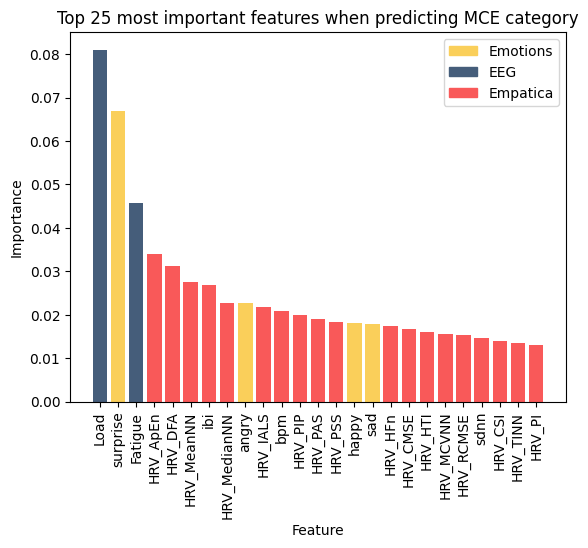 Top 25 most important features when predicting MCE category
Emotions
EEG
Empatica
Importance
0.08
0.07
0.06
0.05
0.04
0.03
0.02
0.01
0.00
Load
surprise
Fatigue
HRV_ApEn
HRV_DFA
HRV_MeanNN
ibi
HRV_MedianNN
angry
HRV_IALS
bpm
HRV_PIP
HRV_PAS
HRV_PSS
happy
sad
HRV_HFn
HRV_CMSE
HRV_HTI
HRV_MCVNN
HRV_RCMSE
sdnn
HRV_CSI
HRV_TINN
HRV_PI
Feature